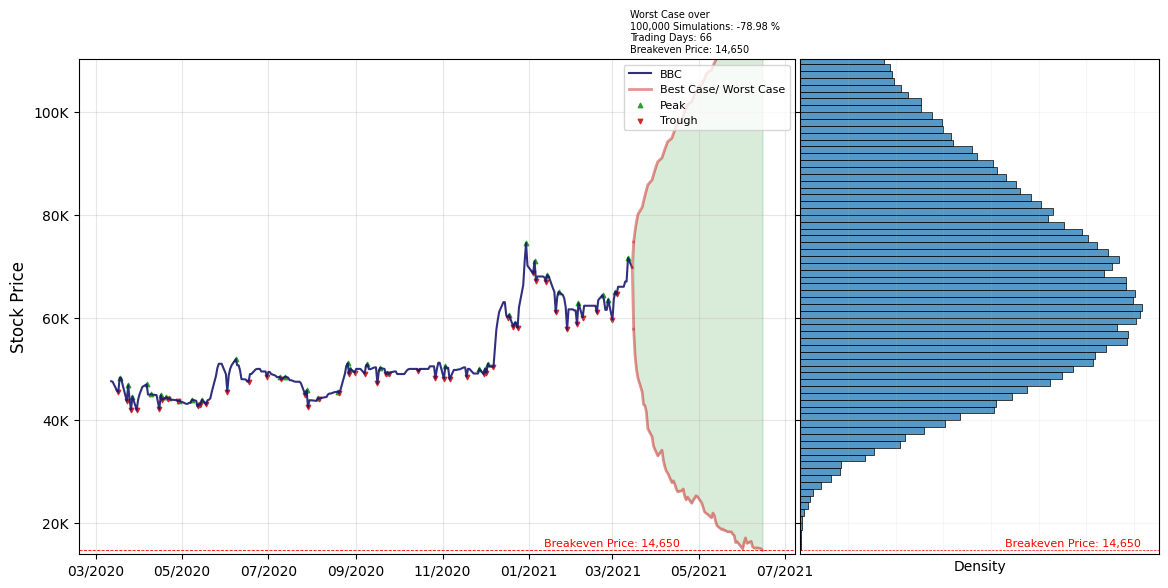 Worst Case over
100,000 Simulations: -78.98 %
Trading Days: 66
Breakeven Price: 14,650
BBC
Best Case/ Worst Case
Peak
Trough
Stock Price
100K
80K
60K
40K
20K
Breakeven Price: 14,650
Breakeven Price: 14,650
03/2020
05/2020
07/2020
09/2020
11/2020
01/2021
03/2021
05/2021
07/2021
Density